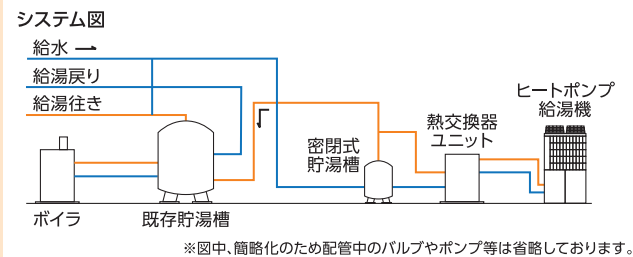 システム図
給水 →
給湯戻り
給湯往き
ボイラ
既存貯湯槽
密閉式
貯湯槽
熱交換器
ユニット
ヒートポンプ
給湯機
※図中、簡略化のため配管中のバルブやポンプ等は省略しております。